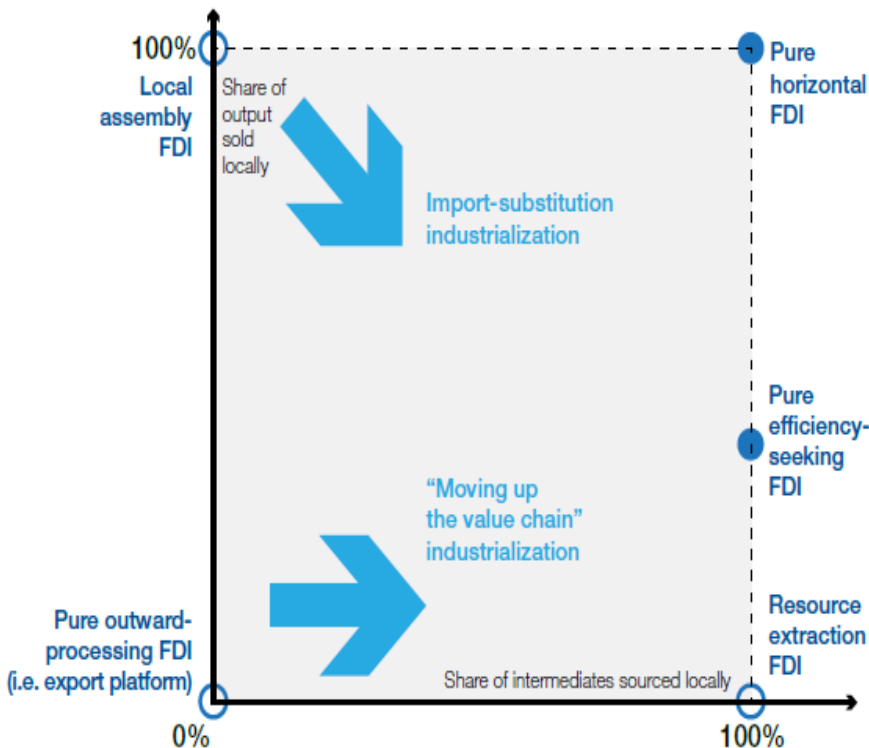 100%
Local
assembly
FDI
Share of
output
sold
locally
Pure
horizontal
FDI
Import-substitution
industrialization
Pure
efficiency-
seeking
FDI
“Moving up
the value chain”
industrialization
Pure outward-
processing FDI
(i.e. export platform)
Resource
extraction
FDI
Share of intermediates sourced locally
0%
100%